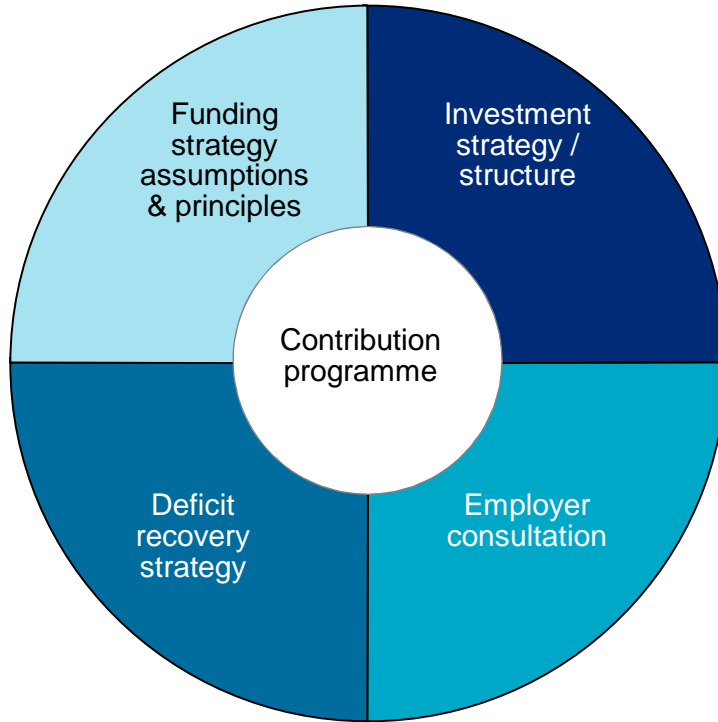 Funding
strategy
assumptions
& principles
Investment
strategy /
structure
Contribution
programme
Deficit
recovery
strategy
Employer
consultation